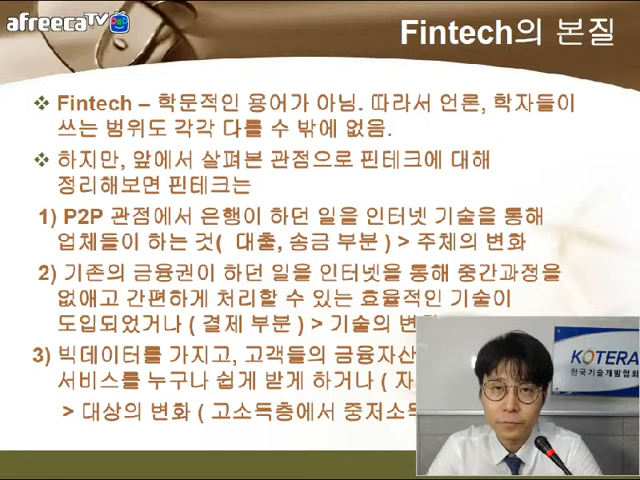 afreecaTV
Fintech의 본질
❖ Fintech – 학문적인 용어가 아님. 따라서 언론, 학자들이
쓰는 범위도 각각 다를 수 밖에 없음.
❖ 하지만, 앞에서 살펴본 관점으로 핀테크에 대해
정리해보면 핀테크는
1) P2P 관점에서 은행이 하던 일을 인터넷 기술을 통해
업체들이 하는 것( 대출, 송금 부분 ) > 주체의 변화
2) 기존의 금융권이 하던 일을 인터넷을 통해 중간과정을
없애고 간편하게 처리할 수 있는 효율적인 기술이
도입되었거나 ( 결제 부분 ) > 기술의
3) 빅데이터를 가지고, 고객들의 금융자산
서비스를 누구나 쉽게 받게 하거나 (
> 대상의 변화 ( 고소득층에서
KOTERA
한국기술개발협회